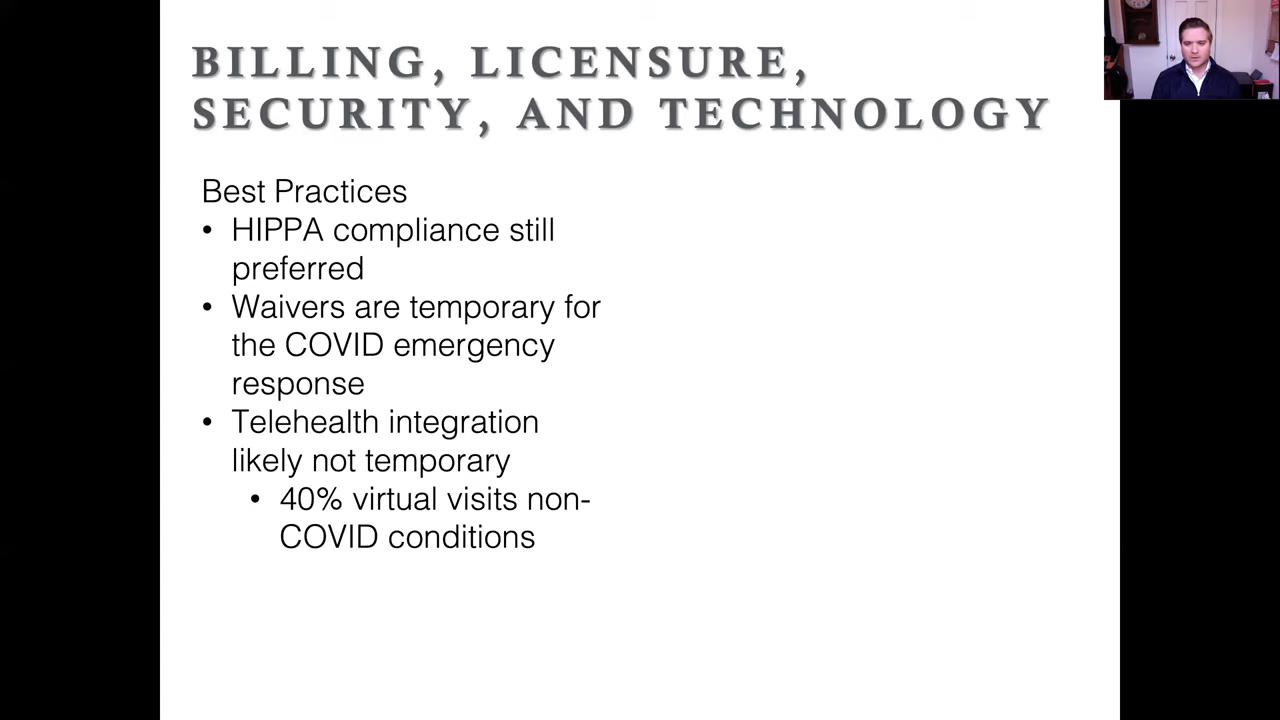 BILLING, LICENSURE,
SECURITY, AND TECHNOLOGY
Best Practices
• HIPPA compliance still
preferred
• Waivers are temporary for
the COVID emergency
response
• Telehealth integration
likely not temporary
• 40% virtual visits non-
COVID conditions